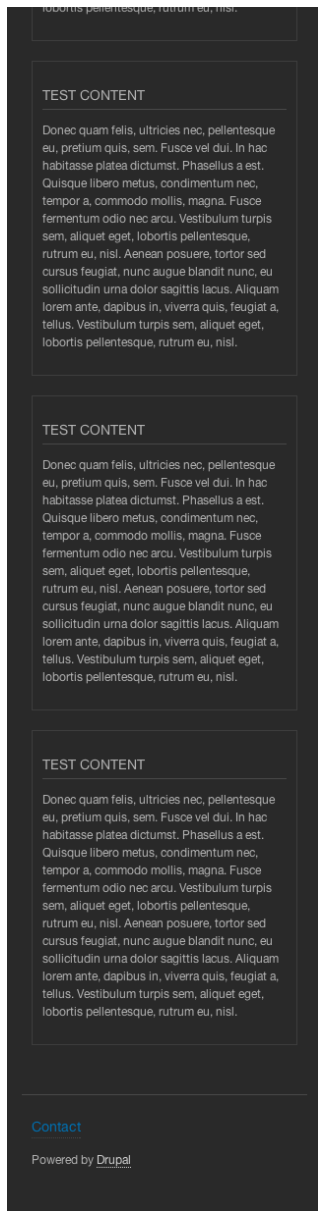 lobortis pellentesque, rutrum eu, nisl.
TEST CONTENT
Donec quam felis, ultricies nec, pellentesque
eu, pretium quis, sem. Fusce vel dui. In hac
habitasse platea dictumst. Phasellus a est.
Quisque libero metus, condimentum nec,
tempor a, commodo mollis, magna. Fusce
fermentum odio nec arcu. Vestibulum turpis
sem, aliquet eget, lobortis pellentesque,
rutrum eu, nisl. Aenean posuere, tortor sed
cursus feugiat, nunc augue blandit nunc, eu
sollicitudin urna dolor sagittis lacus. Aliquam
lorem ante, dapibus in, viverra quis, feugiat a,
tellus. Vestibulum turpis sem, aliquet eget,
lobortis pellentesque, rutrum eu, nisl.
TEST CONTENT
Donec quam felis, ultricies nec, pellentesque
eu, pretium quis, sem. Fusce vel dui. In hac
habitasse platea dictumst. Phasellus a est.
Quisque libero metus, condimentum nec,
tempor a, commodo mollis, magna. Fusce
fermentum odio nec arcu. Vestibulum turpis
sem, aliquet eget, lobortis pellentesque,
rutrum eu, nisl. Aenean posuere, tortor sed
cursus feugiat, nunc augue blandit nunc, eu
sollicitudin urna dolor sagittis lacus. Aliquam
lorem ante, dapibus in, viverra quis, feugiat a,
tellus. Vestibulum turpis sem, aliquet eget,
lobortis pellentesque, rutrum eu, nisl.
TEST CONTENT
Donec quam felis, ultricies nec, pellentesque
eu, pretium quis, sem. Fusce vel dui. In hac
habitasse platea dictumst. Phasellus a est.
Quisque libero metus, condimentum nec,
tempor a, commodo mollis, magna. Fusce
fermentum odio nec arcu. Vestibulum turpis
sem, aliquet eget, lobortis pellentesque,
rutrum eu, nisl. Aenean posuere, tortor sed
cursus feugiat, nunc augue blandit nunc, eu
sollicitudin urna dolor sagittis lacus. Aliquam
lorem ante, dapibus in, viverra quis, feugiat a,
tellus. Vestibulum turpis sem, aliquet eget,
lobortis pellentesque, rutrum eu, nisl.
Contact
Powered by Drupal